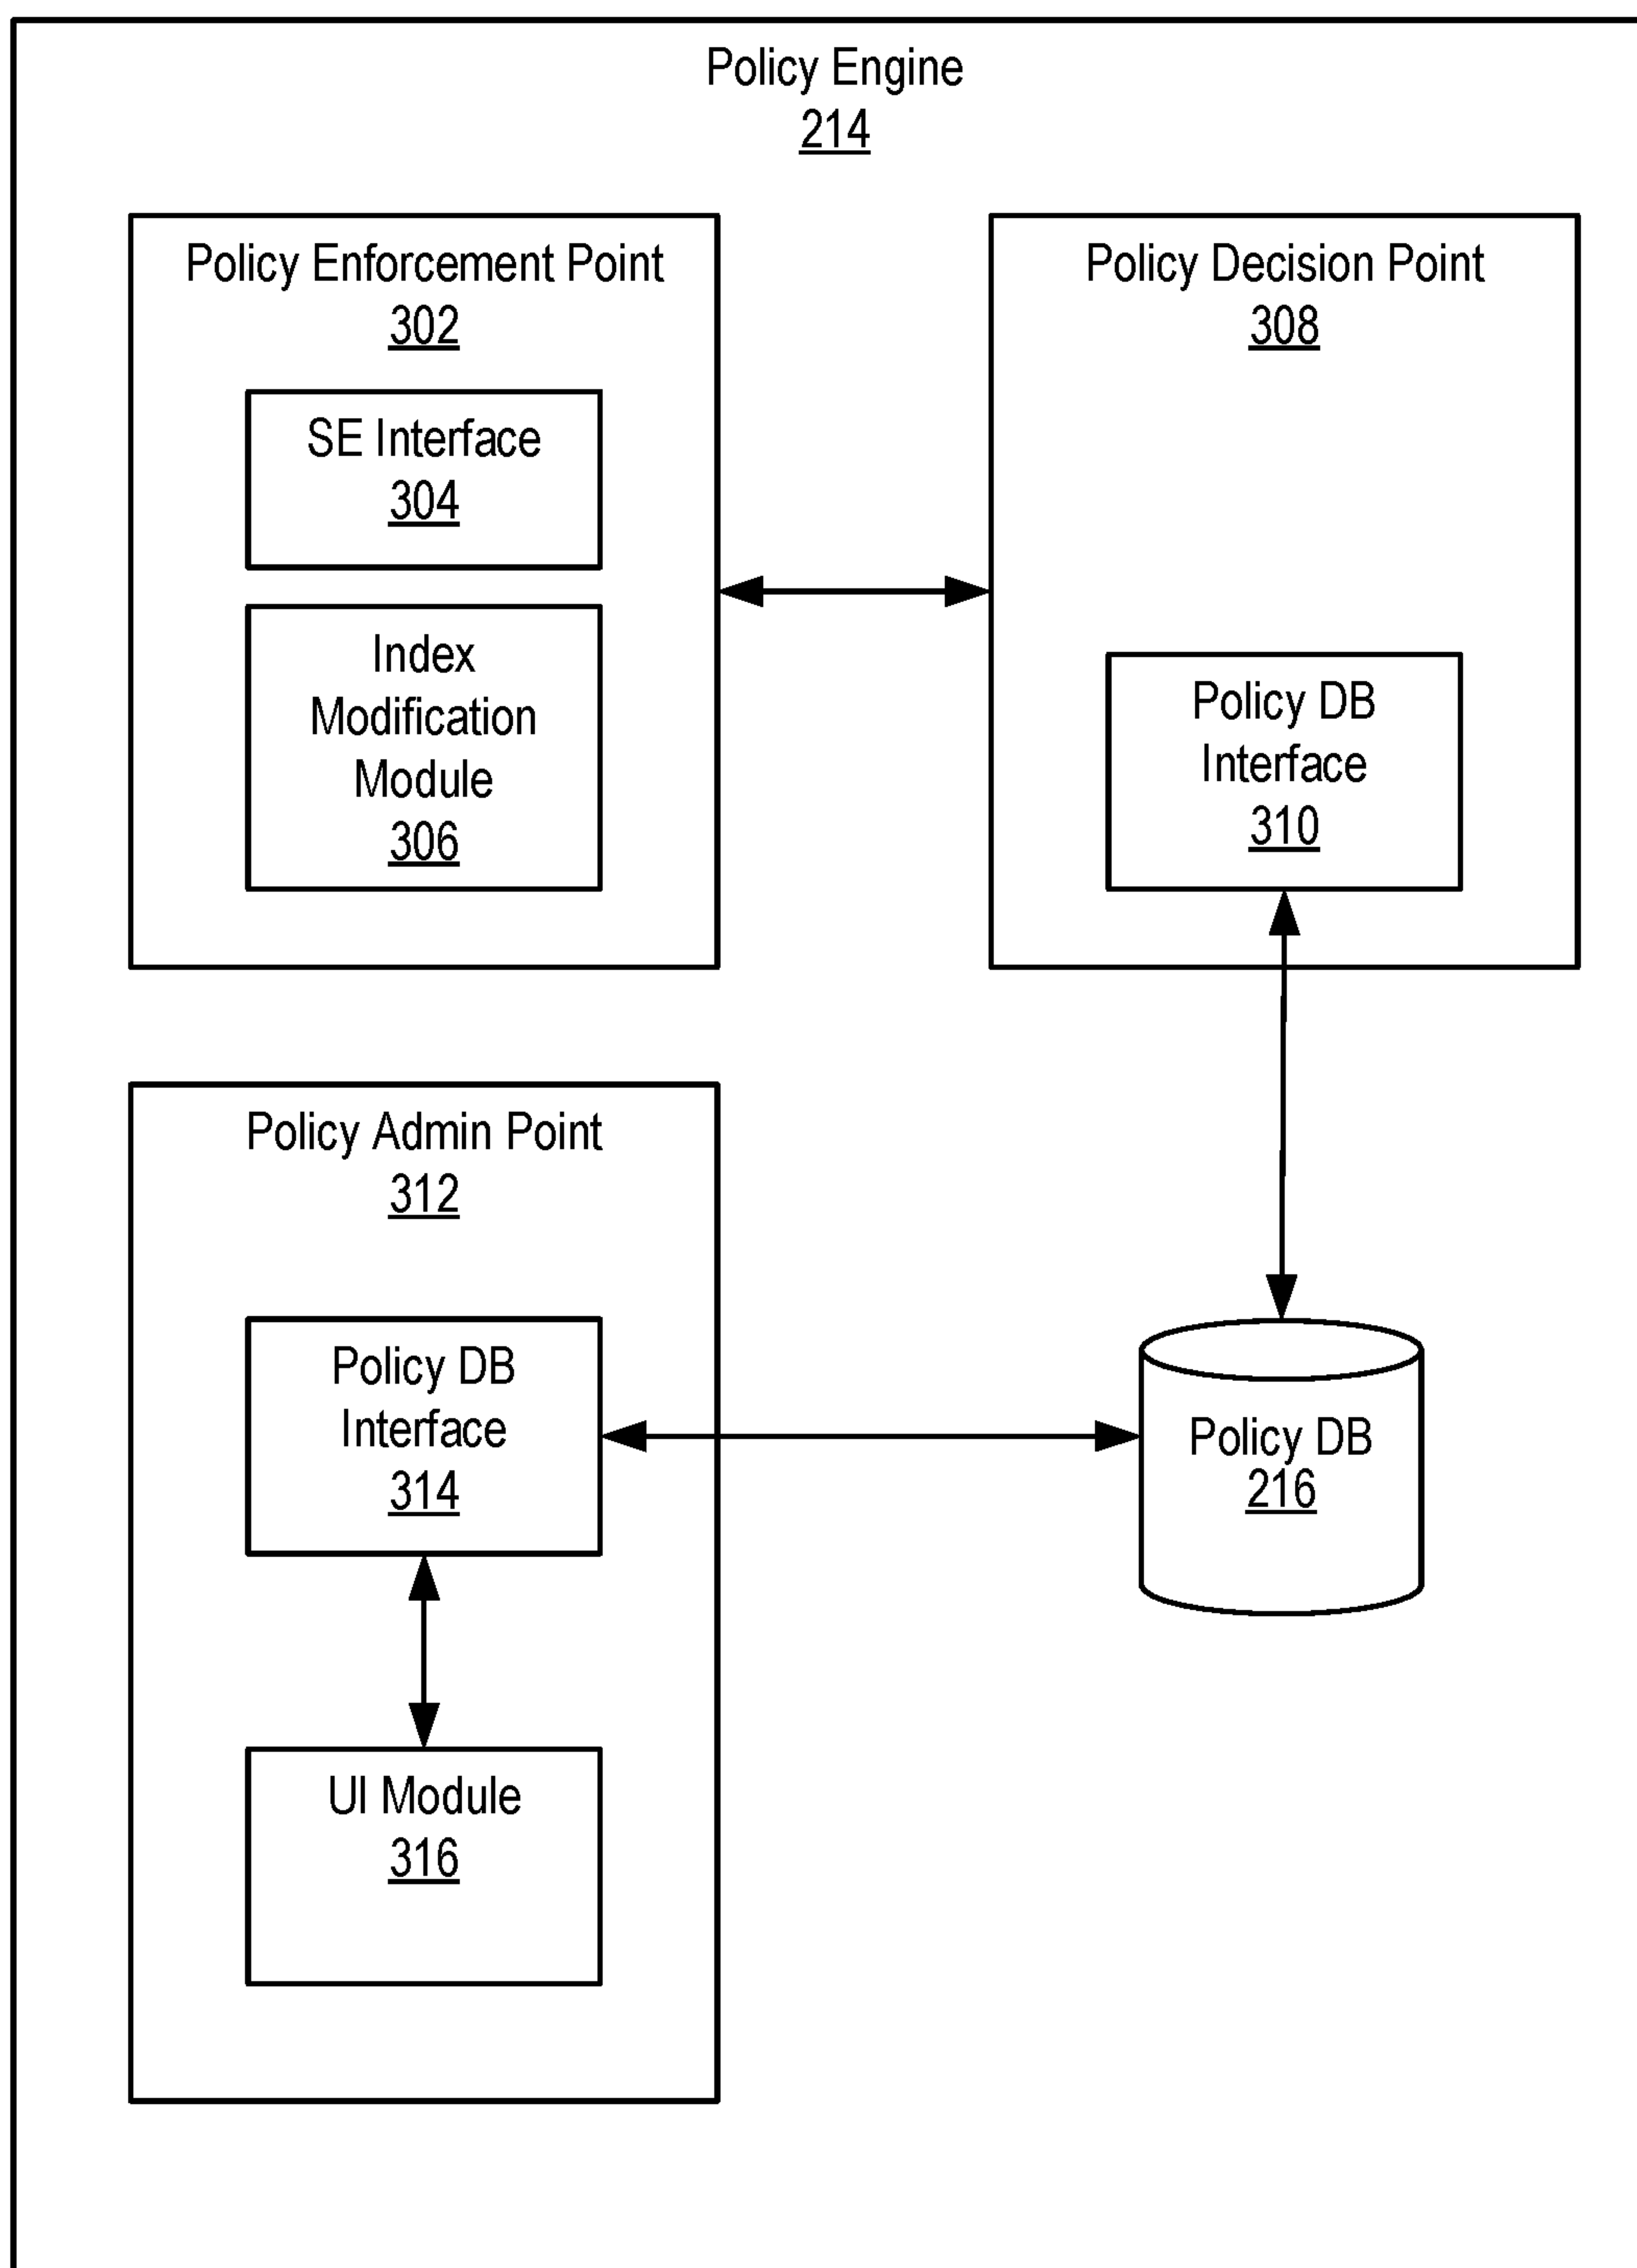 Policy Engine
214
Policy Enforcement Point
302
SE Interface
304
Index
Modification
Module
306
Policy Decision Point
308
Policy DB
Interface
310
Policy Admin Point
312
Policy DB
Interface
314
UI Module
316
Policy DB
216